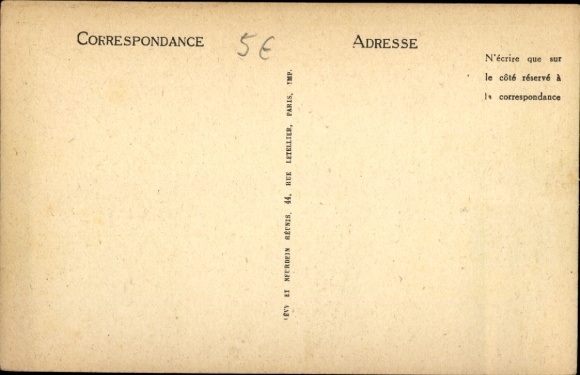 CORRESPONDANCE
5€
ADRESSE
N'écrire que sur
le côté réservé à
la correspondance
LÉVY ET NEURDEIN RÉUNIS, 44, RUE LETELLIER, PARIS, IMP.